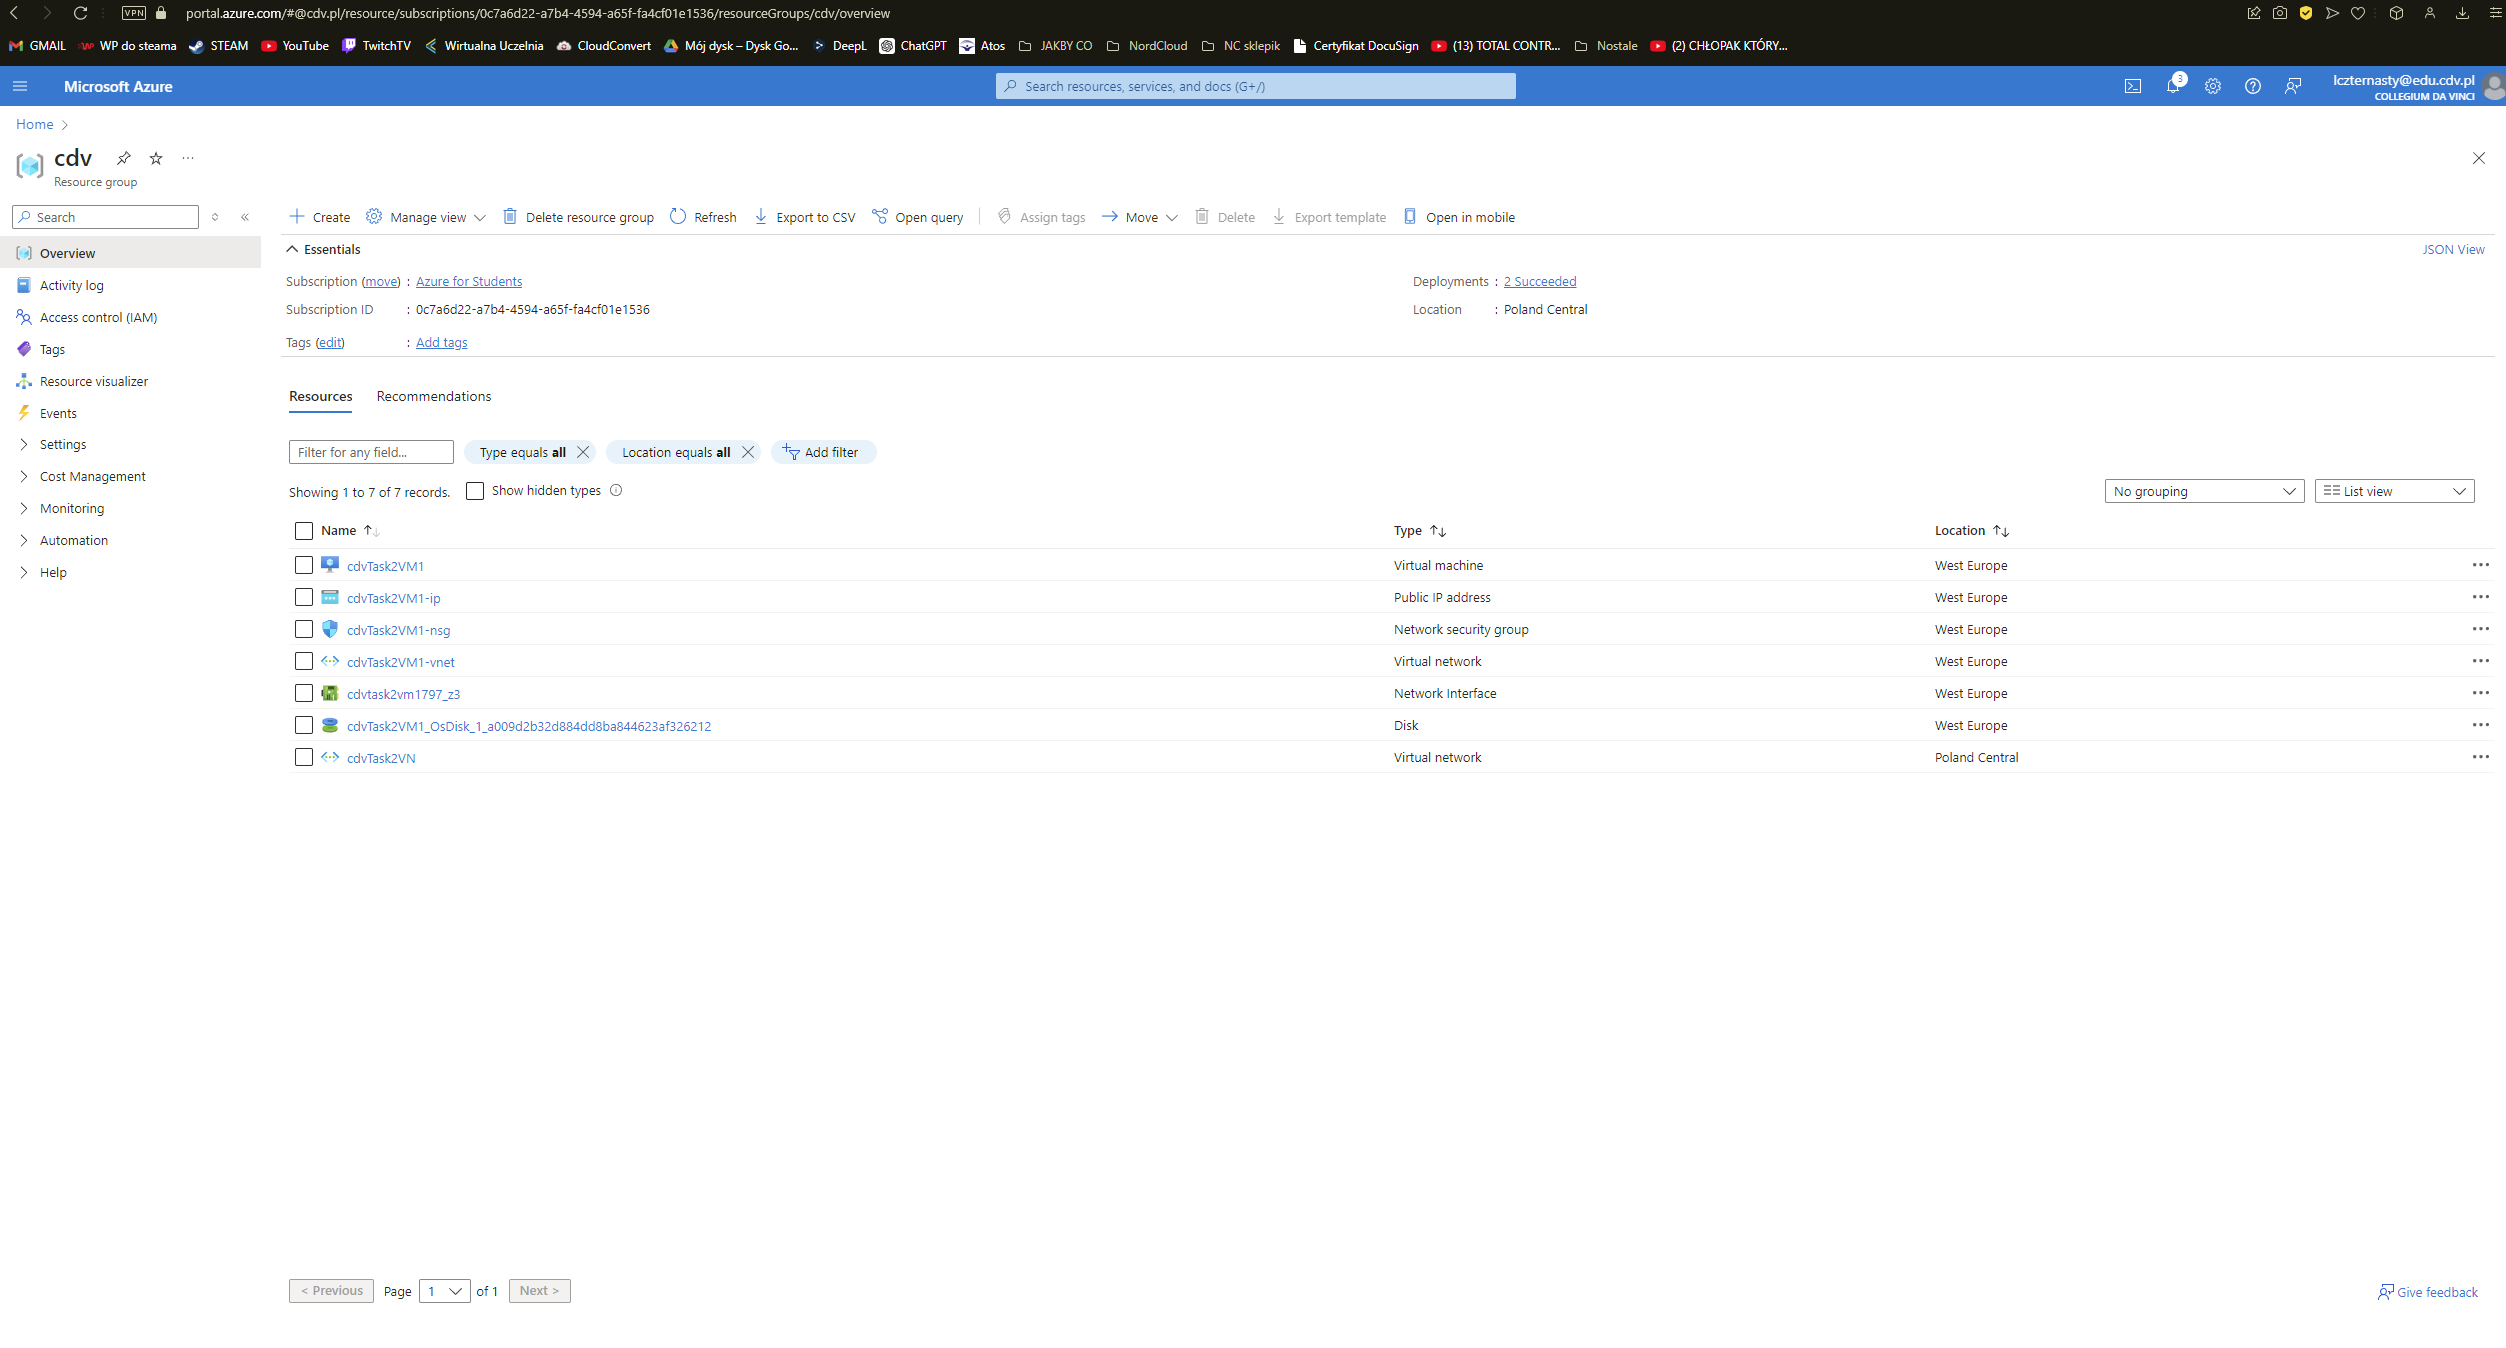 VPN portal.azure.com/#@cdv.pl/resource/subscriptions/0c7a6d22-a7b4-4594-a65f-fa4cf01e1536/resourceGroups/cdv/overview
GMAIL WP do steama STEAM YouTube TwitchTV Wirtualna Uczelnia CloudConvert Mój dysk – Dysk Go... DeepL ChatGPT Atos JAKBY CO NordCloud NC sklepik Certyfikat DocuSign (13) TOTAL CONTR... Nostale (2) CHŁOPAK KTÓRY...
Microsoft Azure Search resources, services, and docs (G+/) 3 lczternasty@edu.cdv.pl
COLLEGIUM DA VINCI
Home >
cdv ...
Resource group
Search « Create Manage view Delete resource group Refresh Export to CSV Open query Assign tags Move Delete Export template Open in mobile
Overview
Activity log
Access control (IAM)
Tags
Resource visualizer
Events
Settings
Cost Management
Monitoring
Automation
Help
Essentials JSON View
Subscription (move) : Azure for Students Deployments : 2 Succeeded
Subscription ID : 0c7a6d22-a7b4-4594-a65f-fa4cf01e1536 Location : Poland Central
Tags (edit) : Add tags
Resources Recommendations
Filter for any field... Type equals all Location equals all Add filter
Showing 1 to 7 of 7 records. Show hidden types No grouping List view
Name Type Location
cdvTask2VM1 Virtual machine West Europe ...
cdvTask2VM1-ip Public IP address West Europe ...
cdvTask2VM1-nsg Network security group West Europe ...
cdvTask2VM1-vnet Virtual network West Europe ...
cdvtask2vm1797_z3 Network Interface West Europe ...
cdvTask2VM1_OsDisk_1_a009d2b32d884dd8ba844623af326212 Disk West Europe ...
cdvTask2VN Virtual network Poland Central ...
< Previous Page 1 of 1 Next > Give feedback